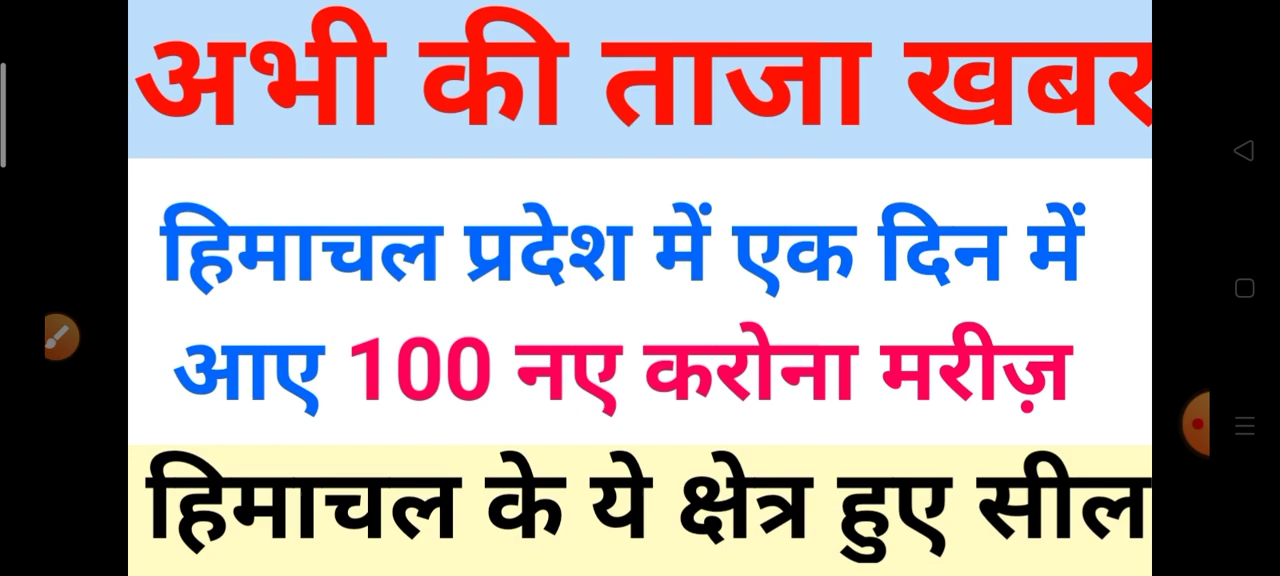 अभी की ताजा खबर
हिमाचल प्रदेश में एक दिन में
आए 100 नए करोना मरीज़
हिमाचल के ये क्षेत्र हुए सील